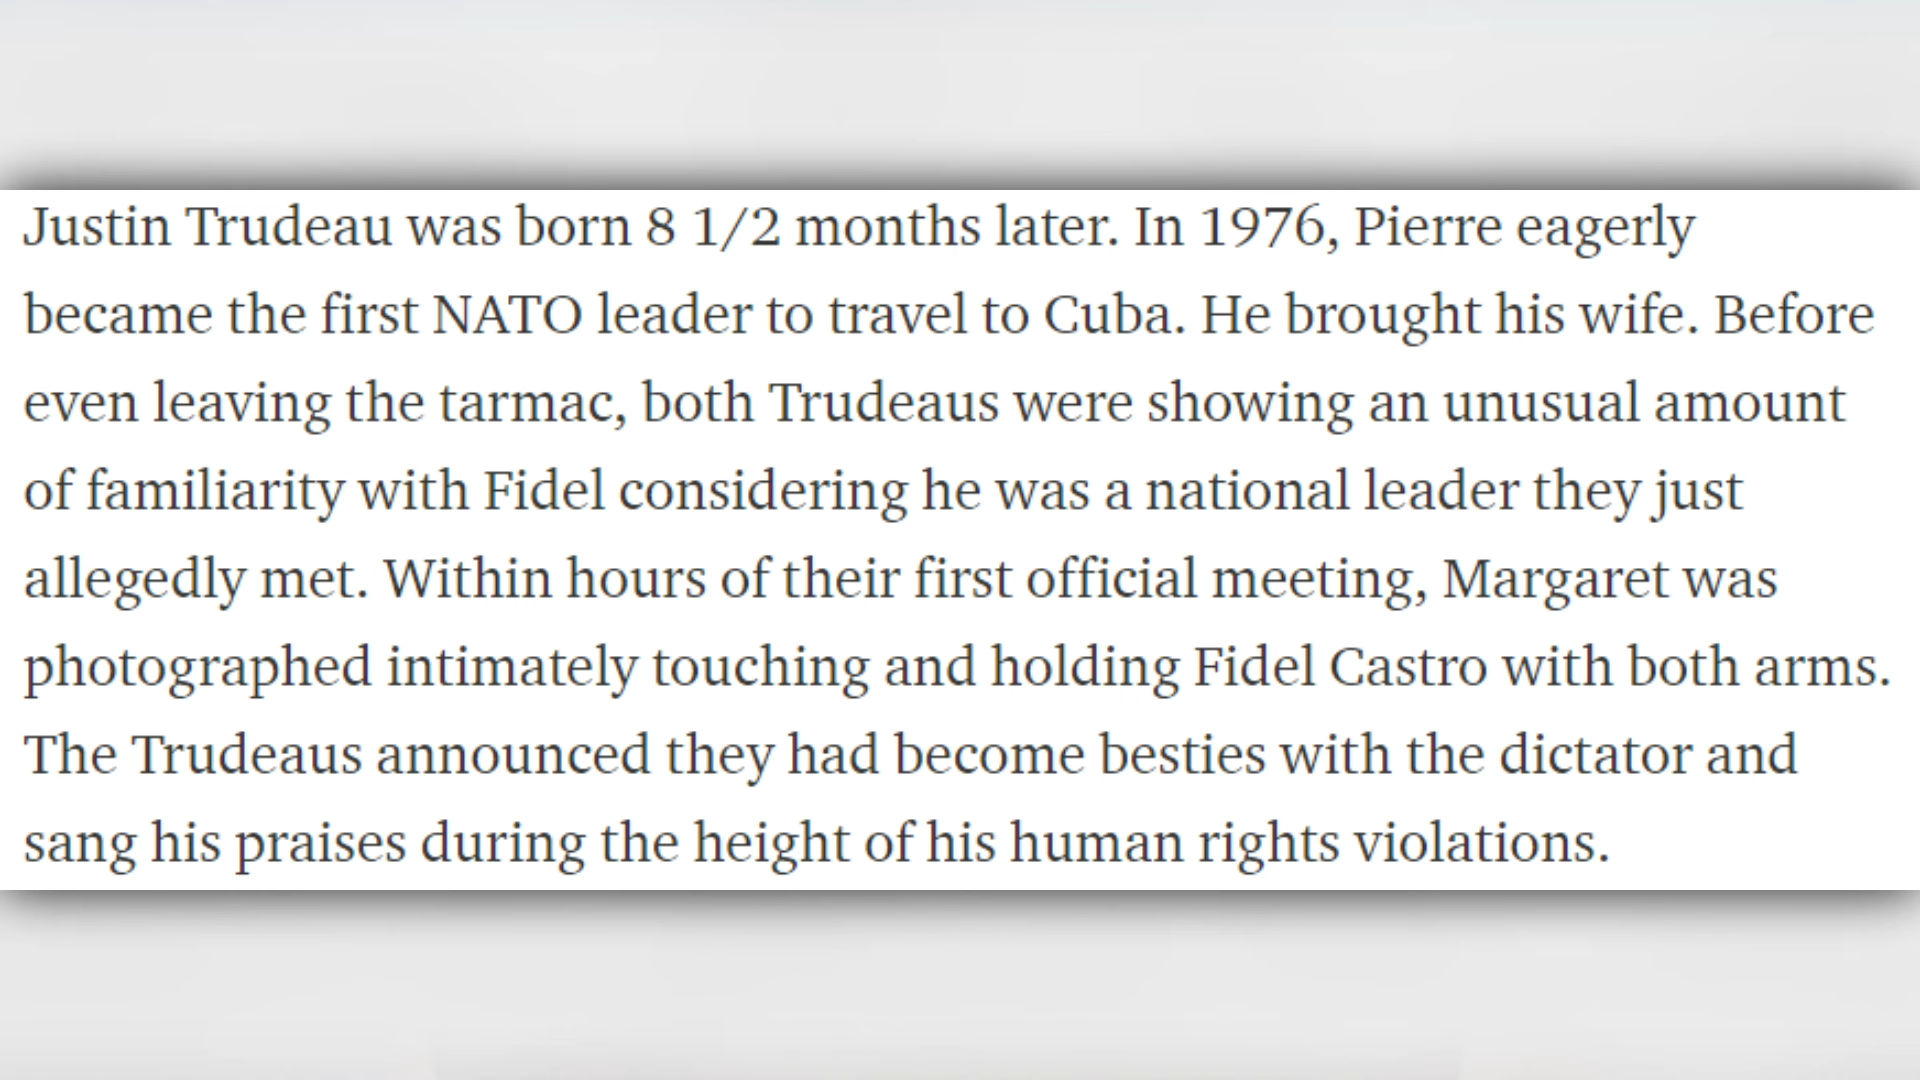 Justin Trudeau was born 8 1/2 months later. In 1976, Pierre eagerly
became the first NATO leader to travel to Cuba. He brought his wife. Before
even leaving the tarmac, both Trudeaus were showing an unusual amount
of familiarity with Fidel considering he was a national leader they just
allegedly met. Within hours of their first official meeting, Margaret was
photographed intimately touching and holding Fidel Castro with both arms.
The Trudeaus announced they had become besties with the dictator and
sang his praises during the height of his human rights violations.